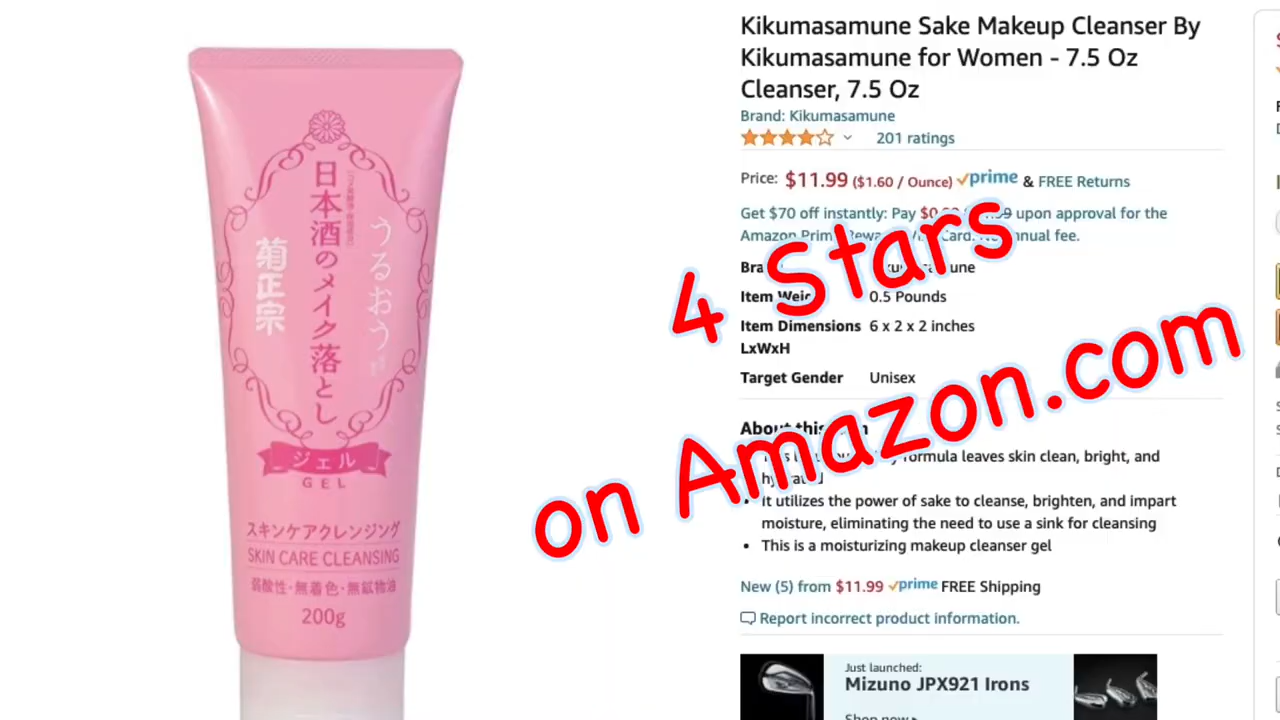 日本酒のメイク落とし
うるおう
菊正宗
ジェル
GEL
スキンケアクレンジング
SKIN CARE CLEANSING
弱酸性・無着色・無鉱物油
200g
Kikumasamune Sake Makeup Cleanser By
Kikumasamune for Women - 7.5 Oz
Cleanser, 7.5 Oz
Brand: Kikumasamune
201 ratings
Price: $11.99 ($1.60 / Ounce) prime & FREE Returns
Get $70 off instantly: Pay upon approval for the
Amazon Card. annual fee.
4 Stars
Item 0.5 Pounds
Item Dimensions 6 x 2 x 2 inches
LxWxH
Target Gender Unisex
on Amazon.com
About this
formula leaves skin clean, bright, and
It utilizes the power of sake to cleanse, brighten, and impart
moisture, eliminating the need to use a sink for cleansing
• This is a moisturizing makeup cleanser gel
New (5) from $11.99 prime FREE Shipping
Report incorrect product information.
Just launched:
Mizuno JPX921 Irons
Shop now